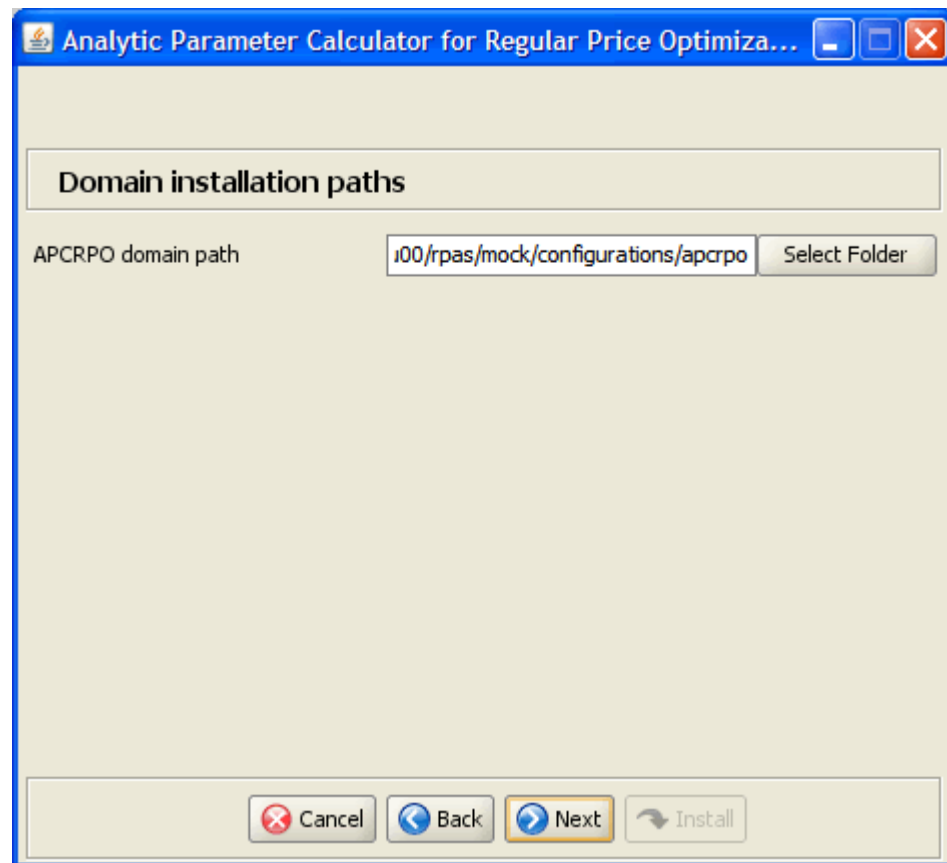 Analytic Parameter Calculator for Regular Price Optimiza...
Domain installation paths
APCRPO domain path 00/rpas/mock/configurations/apcrpo Select Folder
Cancel Back Next Install